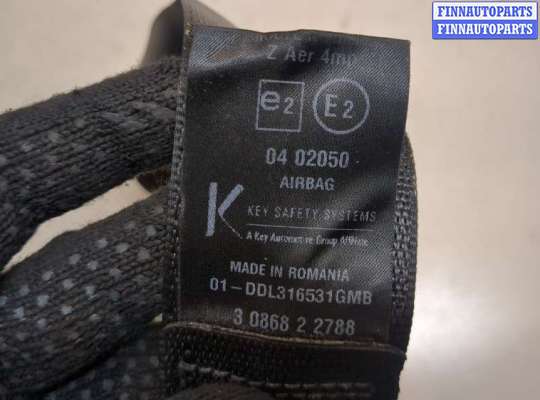 FINNAUTOPARTS
FINNAUTOPARTS
Z Aer 4mp
e2 E2
04 02050
AIRBAG
K KEY SAFETY SYSTEMS
A Key Automotive Group Affiliate
MADE IN ROMANIA
01-DDL316531GMB
3 0868 2 2788